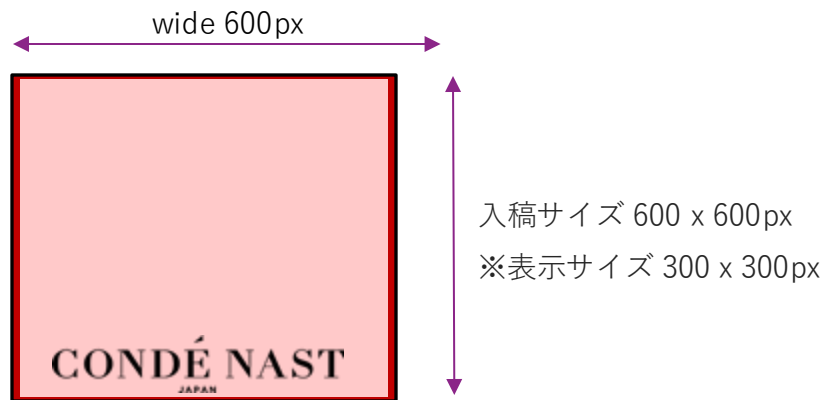 wide 600px
入稿サイズ 600 x 600px
※表示サイズ 300 x 300px
CONDÉ NAST
JAPAN